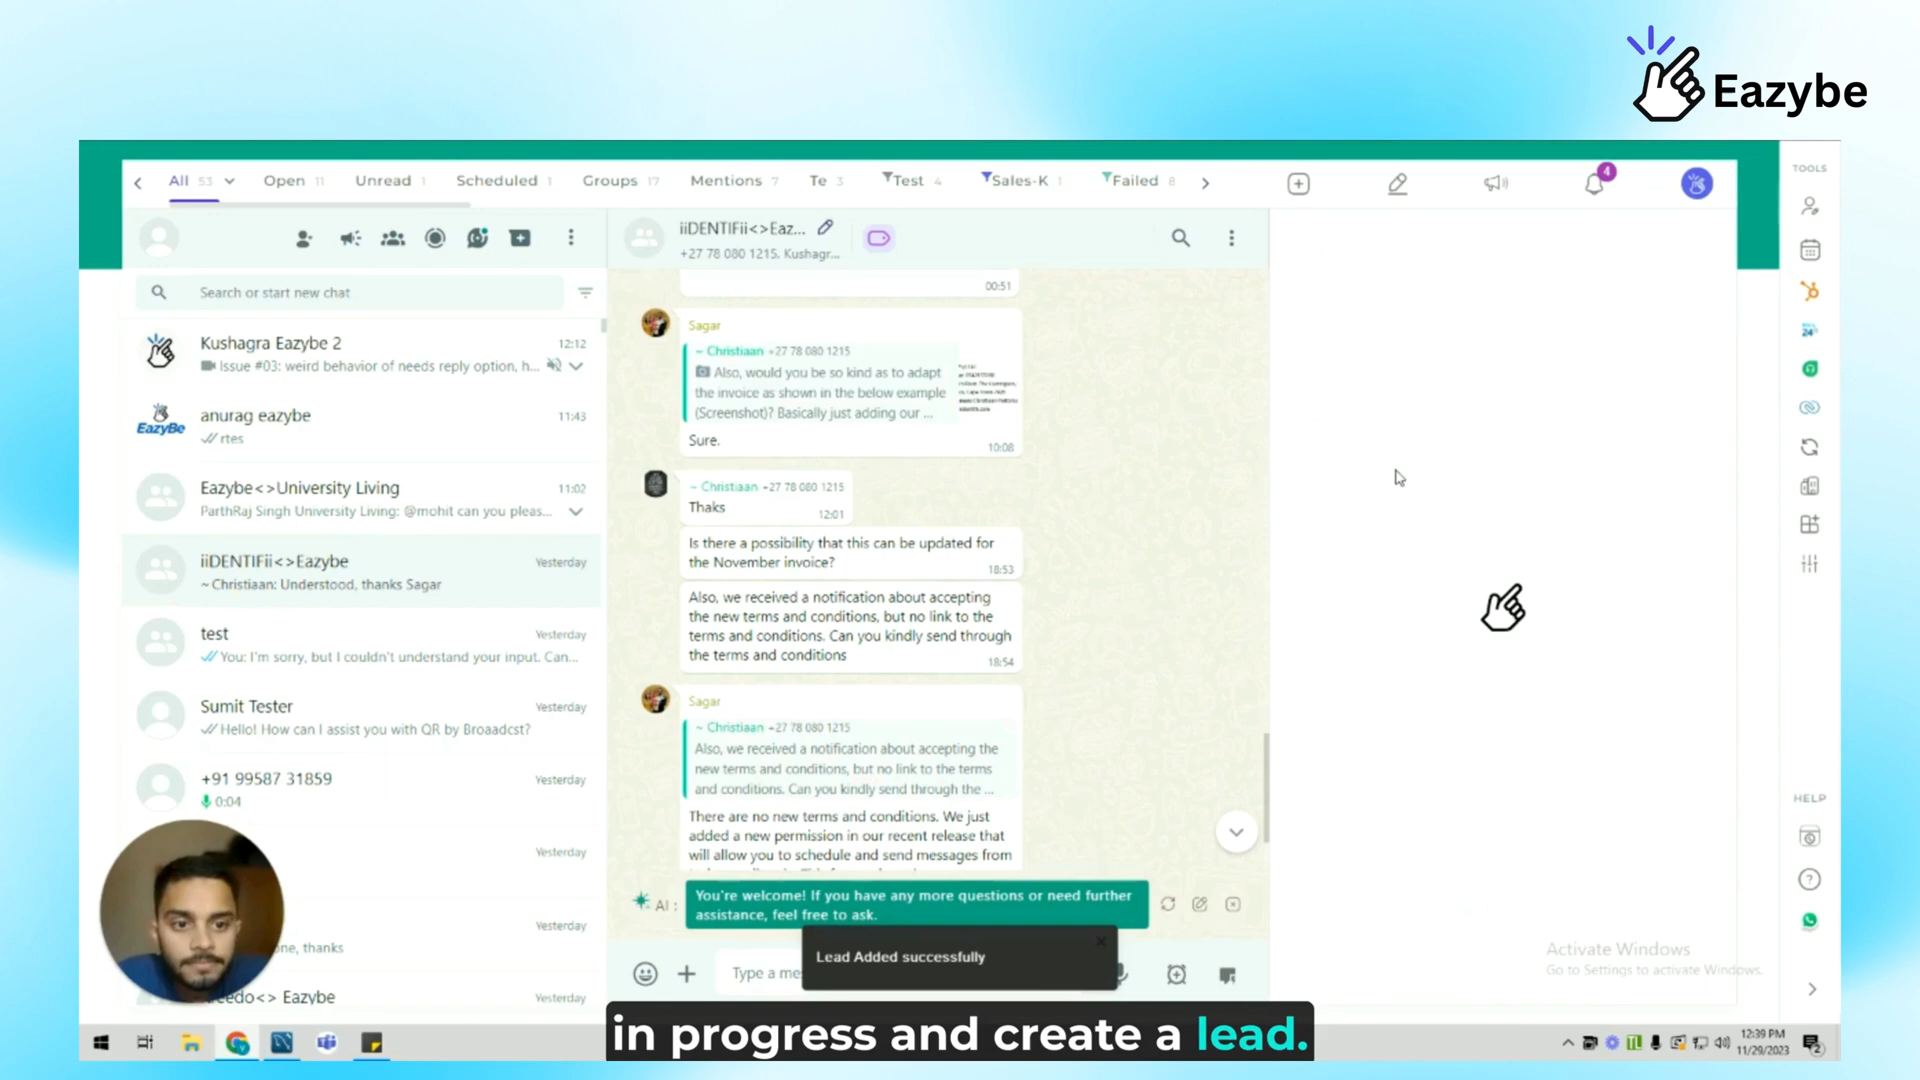 Eazybe
All 53
Open 11
Unread 1
Scheduled 1
Groups 17
Mentions 7
Te 3
Test 4
Sales-K 1
Failed 8
4
TOOLS
iiDENTIFii<>Eaz...
+27 78 080 1215, Kushagr...
Search or start new chat
Kushagra Eazybe 2 12:12
Issue #03: weird behavior of needs reply option, h...
anurag eazybe 11:43
EazyBe
rtes
Eazybe<>University Living 11:02
ParthRaj Singh University Living: @mohit can you pleas...
iiDENTIFii<>Eazybe Yesterday
~ Christiaan: Understood, thanks Sagar
test Yesterday
You: I'm sorry, but I couldn't understand your input. Can...
Sumit Tester Yesterday
Hello! How can I assist you with QR by Broaadcst?
+91 99587 31859 Yesterday
0:04
Yesterday
Yesterday
one, thanks
eedo<> Eazybe Yesterday
00:51
Sagar
~ Christiaan +27 78 080 1215
Also, would you be so kind as to adapt
the invoice as shown in the below example
(Screenshot)? Basically just adding our ...
Sure.
10:08
~ Christiaan +27 78 080 1215
Thaks
12:01
Is there a possibility that this can be updated for
the November invoice?
18:53
Also, we received a notification about accepting
the new terms and conditions, but no link to the
terms and conditions. Can you kindly send through
the terms and conditions
18:54
Sagar
~ Christiaan +27 78 080 1215
Also, we received a notification about accepting the
new terms and conditions, but no link to the terms
and conditions. Can you kindly send through the ...
There are no new terms and conditions. We just
added a new permission in our recent release that
will allow you to schedule and send messages from
AI :
You're welcome! If you have any more questions or need further
assistance, feel free to ask.
Type a me
Lead Added successfully
24
HELP
Activate Windows
Go to Settings to activate Windows.
in progress and create a lead.
12:39 PM
11/29/2023
2